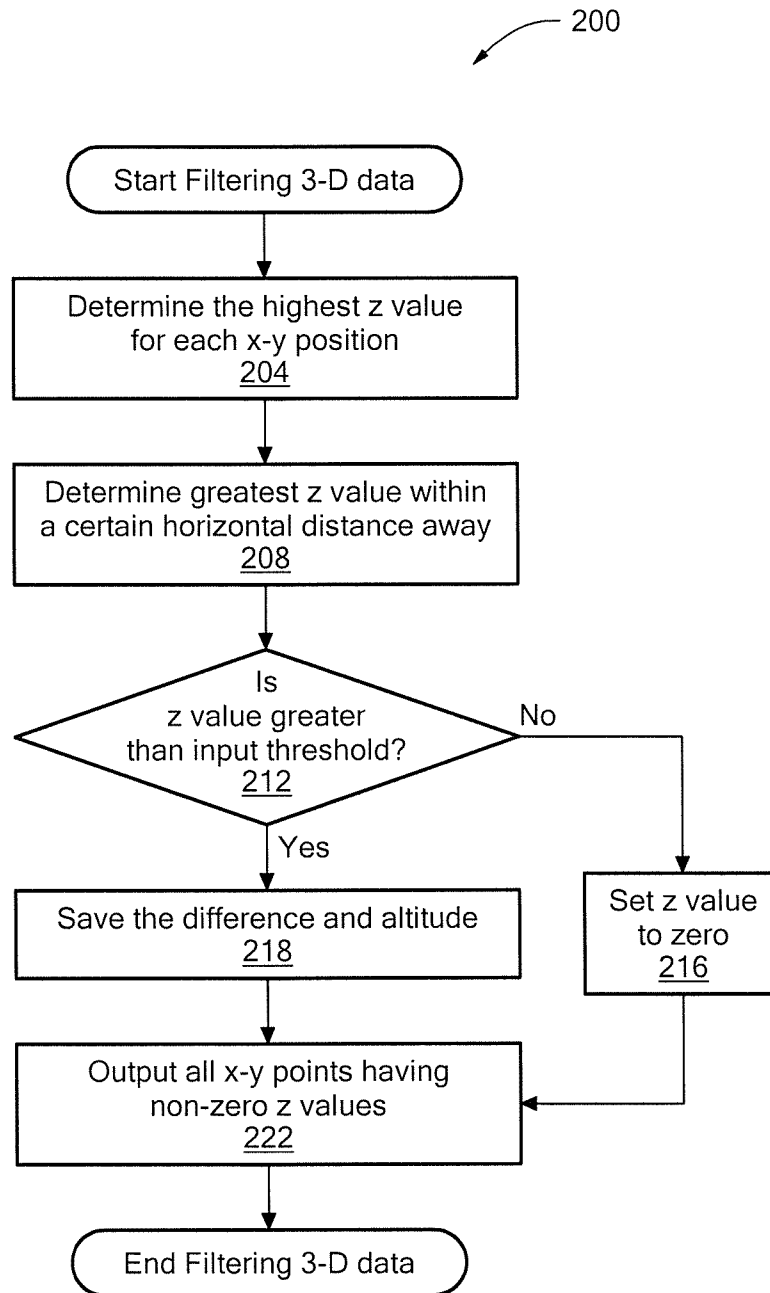 200
Start Filtering 3-D data
Determine the highest z value
for each x-y position
204
Determine greatest z value within
a certain horizontal distance away
208
Is
z value greater
than input threshold?
212
No
Yes
Save the difference and altitude
218
Set z value
to zero
216
Output all x-y points having
non-zero z values
222
End Filtering 3-D data